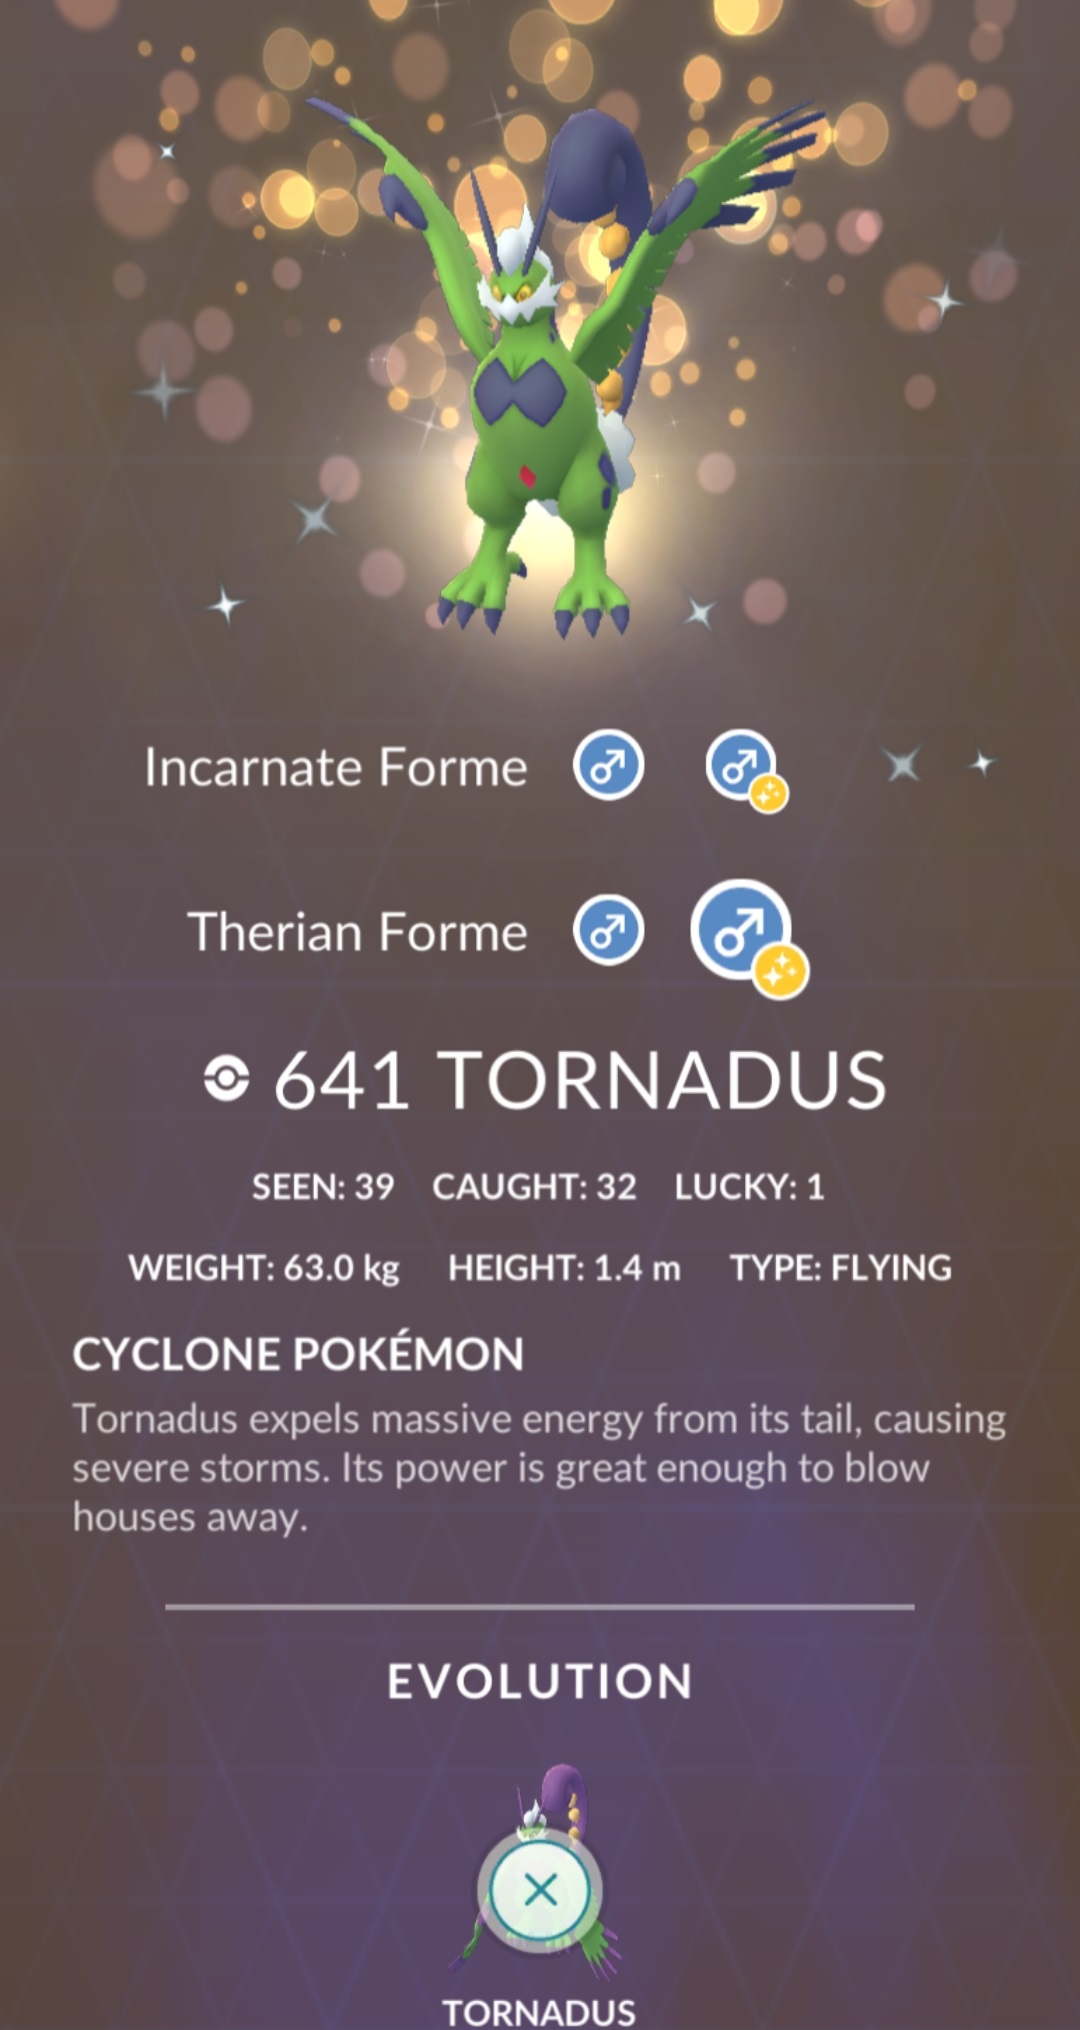 Incarnate Forme
Therian Forme
641 TORNADUS
SEEN: 39 CAUGHT: 32 LUCKY: 1
WEIGHT: 63.0 kg HEIGHT: 1.4 m TYPE: FLYING
CYCLONE POKÉMON
Tornadus expels massive energy from its tail, causing
severe storms. Its power is great enough to blow
houses away.
EVOLUTION
TORNADUS